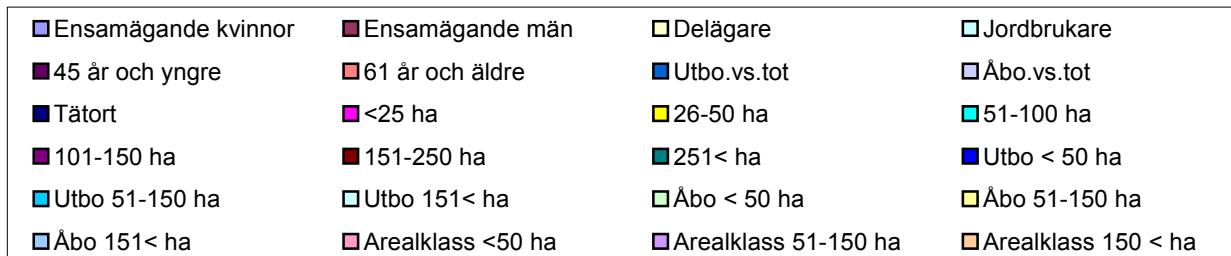 Ensamägande kvinnor Ensamägande män Delägare Jordbrukare
45 år och yngre 61 år och äldre Utbo.vs.tot Åbo.vs.tot
Tätort <25 ha 26-50 ha 51-100 ha
101-150 ha 151-250 ha 251< ha Utbo < 50 ha
Utbo 51-150 ha Utbo 151< ha Åbo < 50 ha Åbo 51-150 ha
Åbo 151< ha Arealklass <50 ha Arealklass 51-150 ha Arealklass 150 < ha